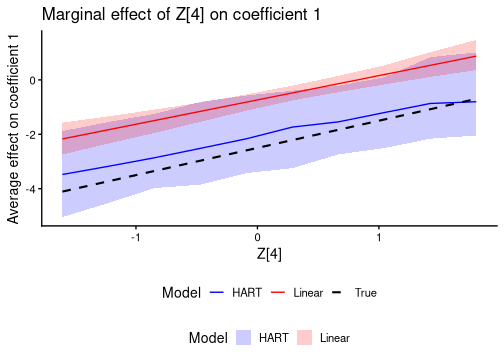 Marginal effect of Z[4] on coefficient 1
Average effect on coefficient 1
0
-2
-4
-1 0 1
Z[4]
Model HART Linear True
Model HART Linear